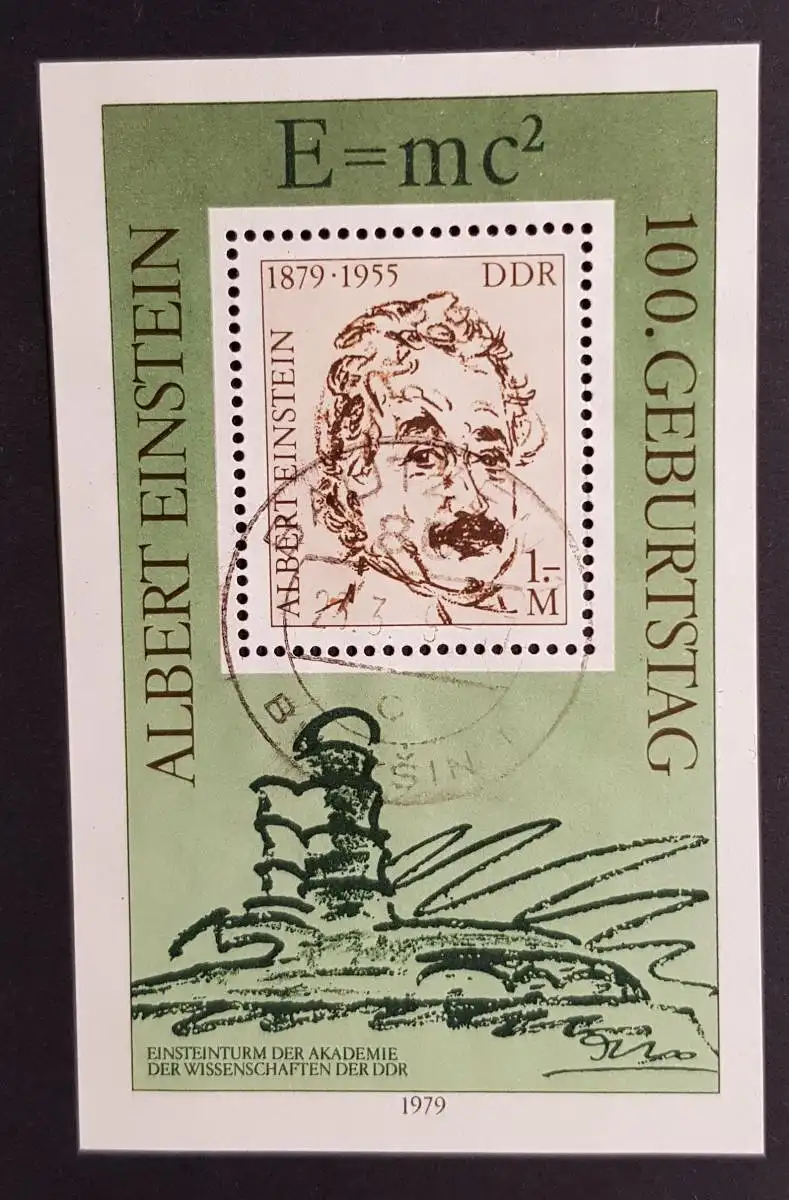 E=mc²
ALBERT EINSTEIN
100. GEBURTSTAG
1879·1955 DDR
ALBERT EINSTEIN
1.–
M
C
EINSTEINTURM DER AKADEMIE
DER WISSENSCHAFTEN DER DDR
1979